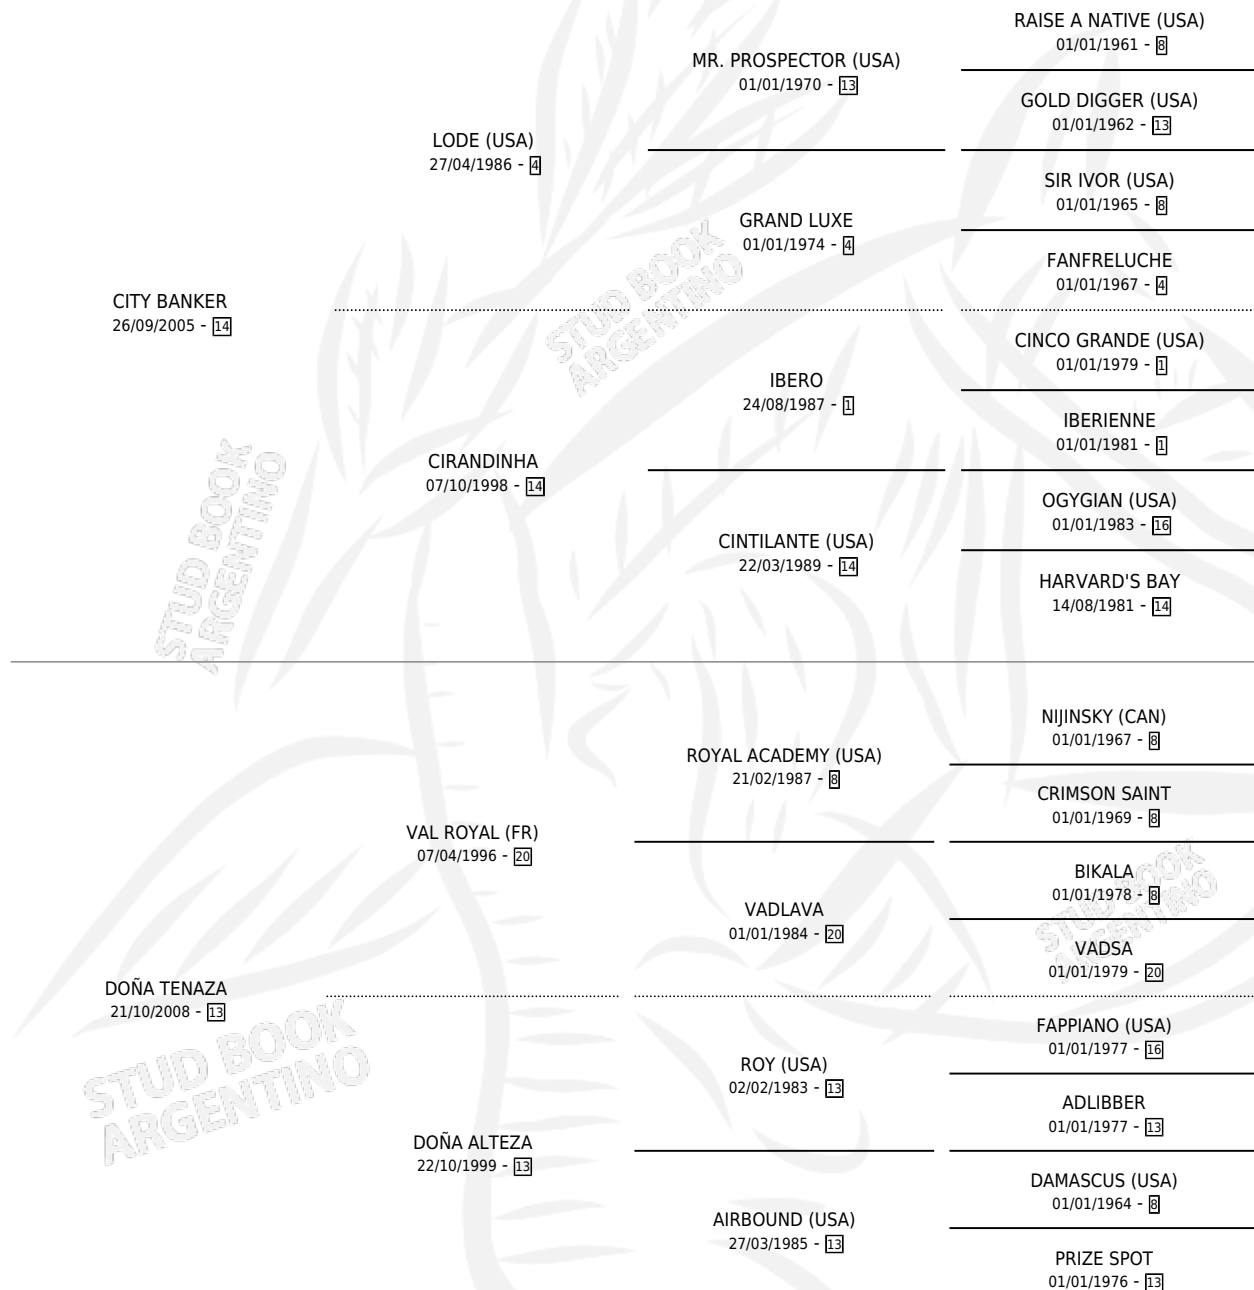 RAISE A NATIVE (USA)
01/01/1961 - 8
MR. PROSPECTOR (USA)
01/01/1970 - 13
GOLD DIGGER (USA)
01/01/1962 - 13
LODE (USA)
27/04/1986 - 4
SIR IVOR (USA)
01/01/1965 - 8
GRAND LUXE
01/01/1974 - 4
FANFRELUCHE
01/01/1967 - 4
CITY BANKER
26/09/2005 - 14
STUD BOOK
ARGENTINO
CINCO GRANDE (USA)
01/01/1979 - 1
IBERO
24/08/1987 - 1
IBERIENNE
01/01/1981 - 1
CIRANDINHA
07/10/1998 - 14
OGYGIAN (USA)
01/01/1983 - 16
CINTILANTE (USA)
22/03/1989 - 14
HARVARD'S BAY
14/08/1981 - 14
STUD BOOK
ARGENTINO
NIJINSKY (CAN)
01/01/1967 - 8
ROYAL ACADEMY (USA)
21/02/1987 - 8
CRIMSON SAINT
01/01/1969 - 8
VAL ROYAL (FR)
07/04/1996 - 20
BIKALA
01/01/1978 - 8
VADLAVA
01/01/1984 - 20
STUD BOOK
ARGENTINO
VADSA
01/01/1979 - 20
DOÑA TENAZA
21/10/2008 - 13
FAPPIANO (USA)
01/01/1977 - 16
ROY (USA)
02/02/1983 - 13
STUD BOOK
ARGENTINO
ADLIBBER
01/01/1977 - 13
DOÑA ALTEZA
22/10/1999 - 13
DAMASCUS (USA)
01/01/1964 - 8
AIRBOUND (USA)
27/03/1985 - 13
PRIZE SPOT
01/01/1976 - 13